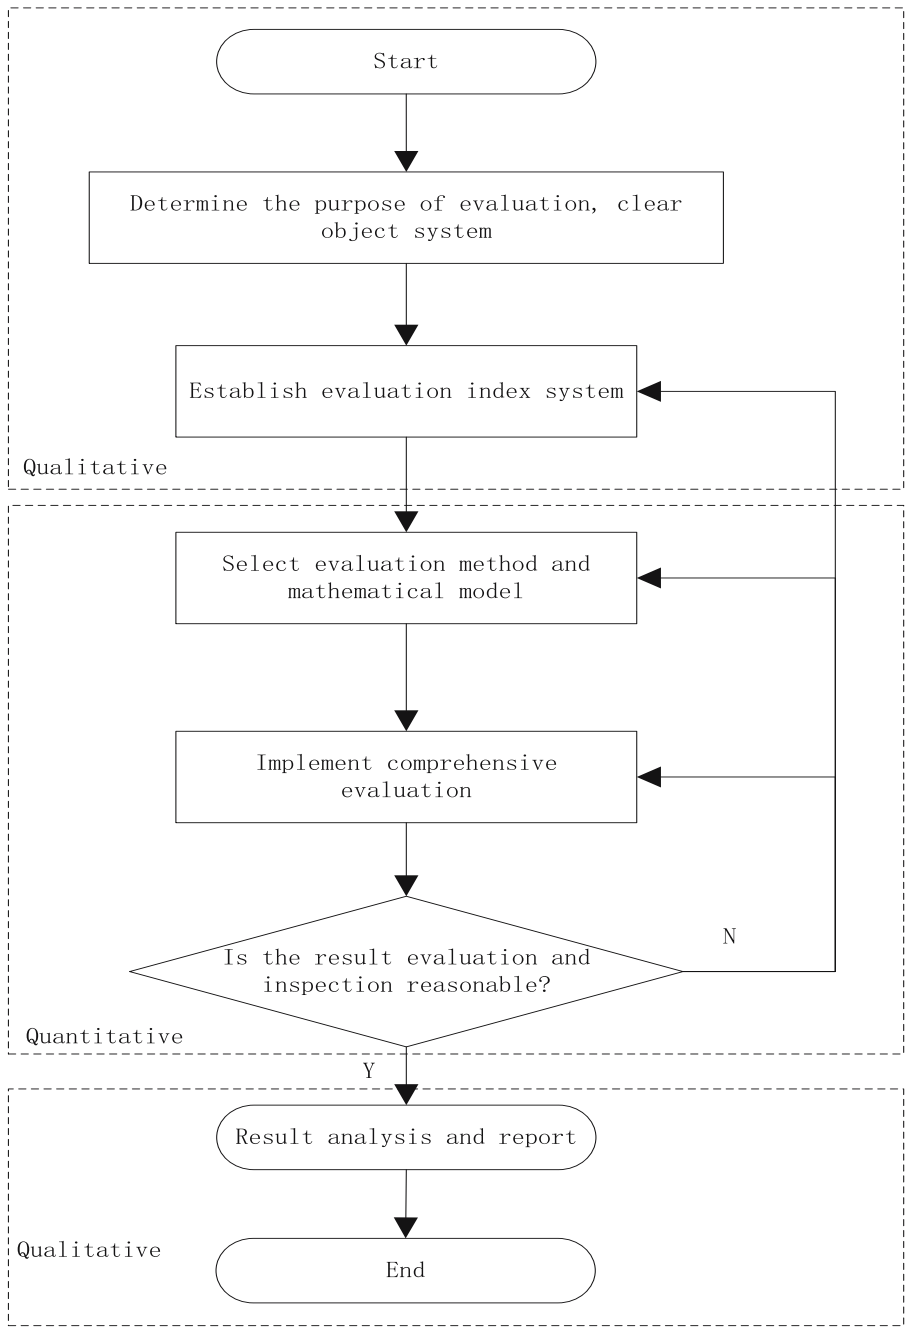 Start
Determine the purpose of evaluation, clear
object system
Establish evaluation index system
Qualitative
Select evaluation method and
mathematical model
Implement comprehensive
evaluation
N
Is the result evaluation and
inspection reasonable?
Quantitative
Y
Result analysis and report
Qualitative
End